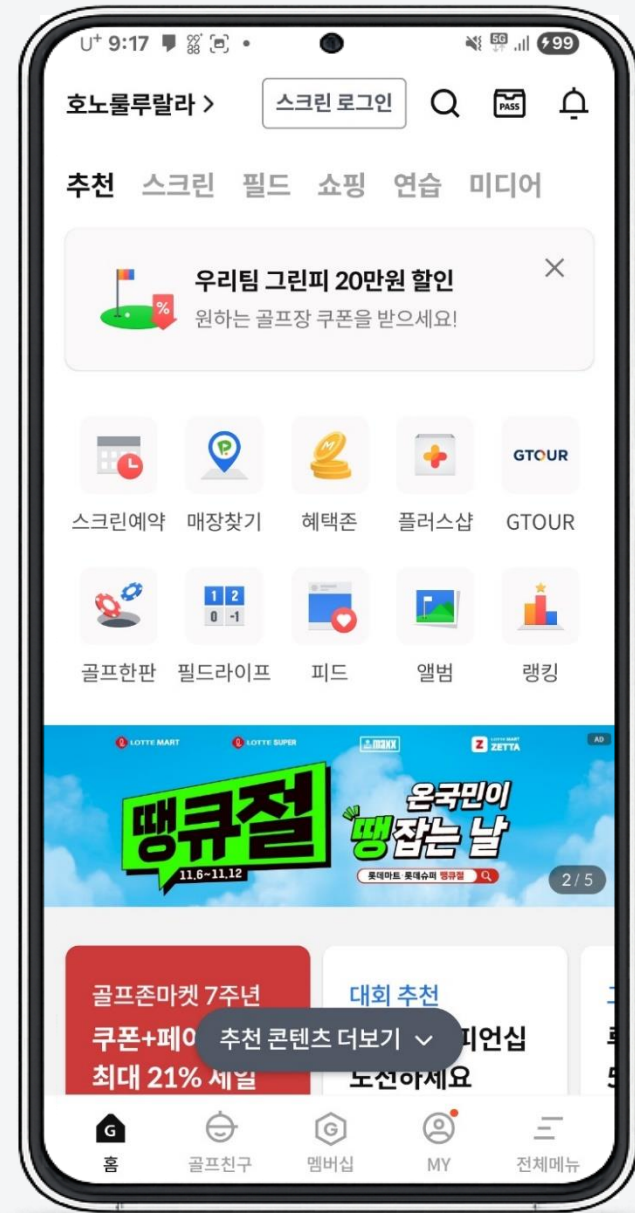 U+ 9:17
5G
99
호노룰루랄라 >
스크린 로그인
PASS
추천 스크린 필드 쇼핑 연습 미디어
우리팀 그린피 20만원 할인
원하는 골프장 쿠폰을 받으세요!
%
GTOUR
스크린예약 매장찾기 혜택존 플러스샵 GTOUR
1 2
0 -1
골프한판 필드라이프 피드 앨범 랭킹
LOTTE MART LOTTE SUPER MAXX LOTTE MART ZETTA AD
땡큐절
11.6~11.12
온국민이
땡잡는 날
롯데마트·롯데슈퍼 땡큐절
2/5
골프존마켓 7주년
쿠폰+페이
최대 21% 세일
대회 추천
피언십
도전하세요
추천 콘텐츠 더보기
G
홈 골프친구 멤버십 MY 전체메뉴